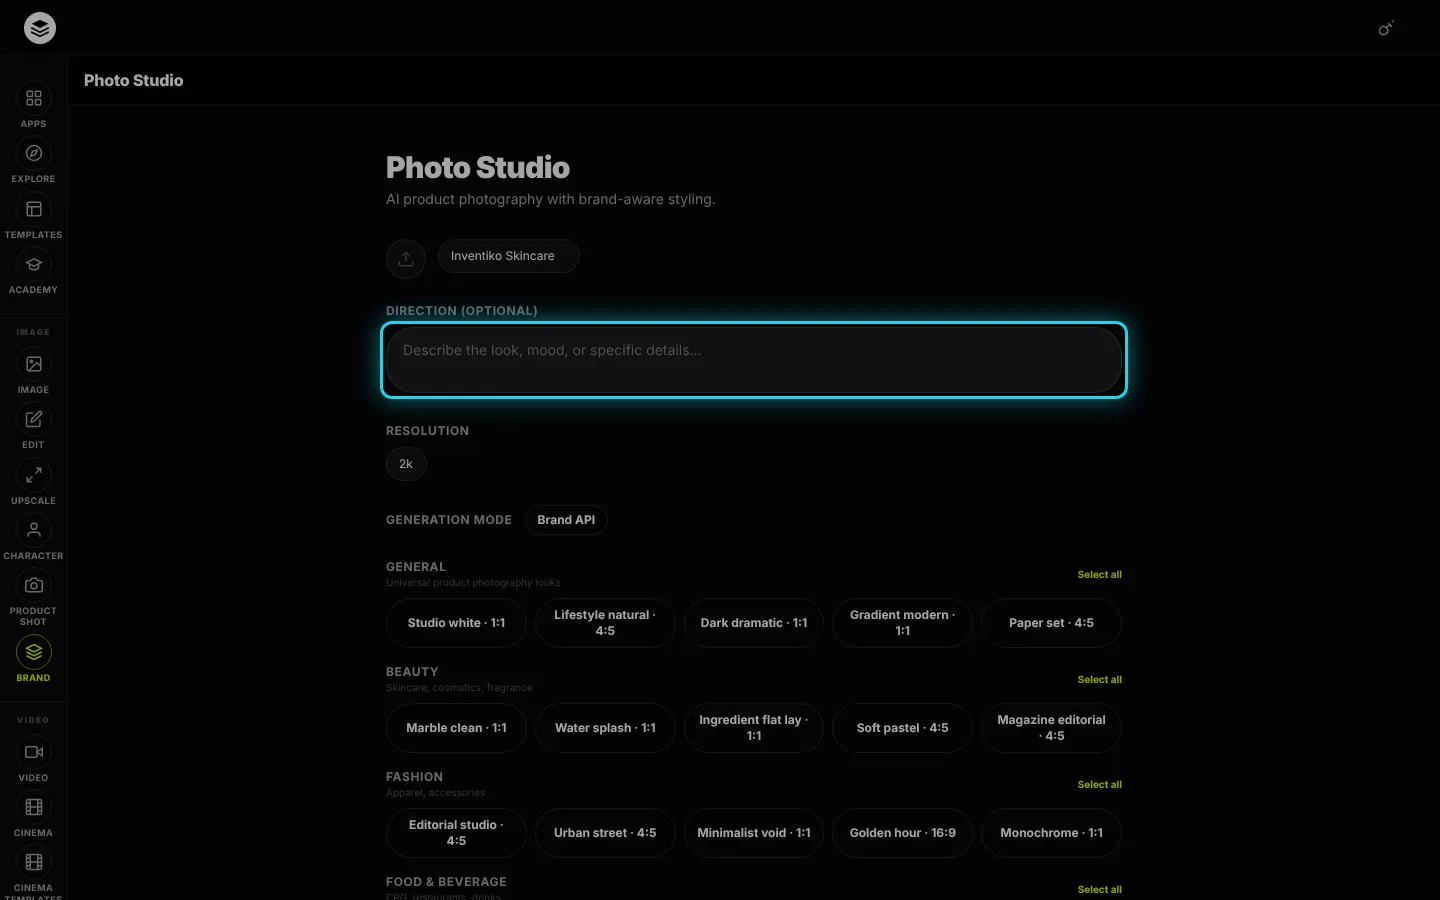 Photo Studio
APPS
EXPLORE
TEMPLATES
ACADEMY
IMAGE
IMAGE
EDIT
UPSCALE
CHARACTER
PRODUCT
SHOT
BRAND
VIDEO
VIDEO
CINEMA
CINEMA
TEMPLATES
Photo Studio
AI product photography with brand-aware styling.
Inventiko Skincare
DIRECTION (OPTIONAL)
Describe the look, mood, or specific details...
RESOLUTION
2k
GENERATION MODE Brand API
GENERAL
Universal product photography looks
Select all
Studio white · 1:1
Lifestyle natural ·
4:5
Dark dramatic · 1:1
Gradient modern ·
1:1
Paper set · 4:5
BEAUTY
Skincare, cosmetics, fragrance
Select all
Marble clean · 1:1
Water splash · 1:1
Ingredient flat lay ·
1:1
Soft pastel · 4:5
Magazine editorial
· 4:5
FASHION
Apparel, accessories
Select all
Editorial studio ·
4:5
Urban street · 4:5
Minimalist void · 1:1
Golden hour · 16:9
Monochrome · 1:1
FOOD & BEVERAGE
CPG, restaurants, drinks
Select all